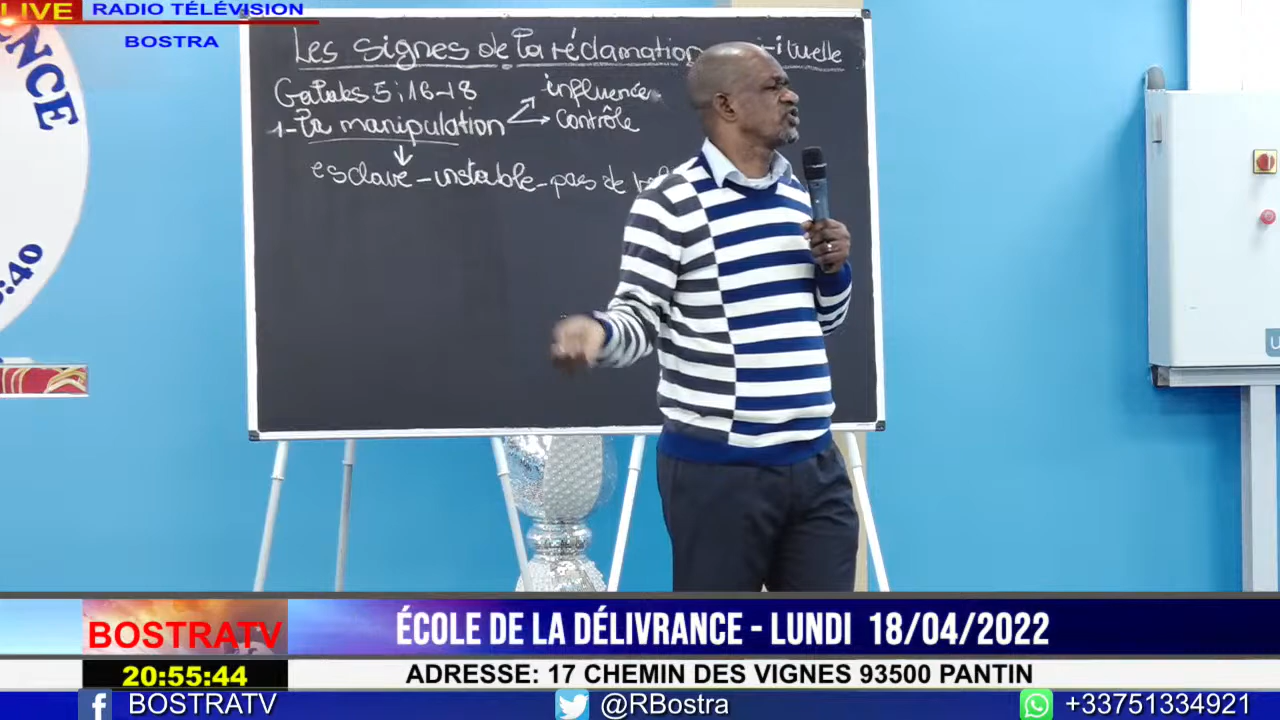 LIVE
RADIO TÉLÉVISION
BOSTRA
ENCE
:40
Les signes de la réclamation
Galates 5:16-18
influence
1- la manipulation
Contrôle
esclave - instable - pas de
BOSTRATV
ÉCOLE DE LA DÉLIVRANCE - LUNDI 18/04/2022
20:55:44
ADRESSE: 17 CHEMIN DES VIGNES 93500 PANTIN
BOSTRATV
@RBostra
+33751334921